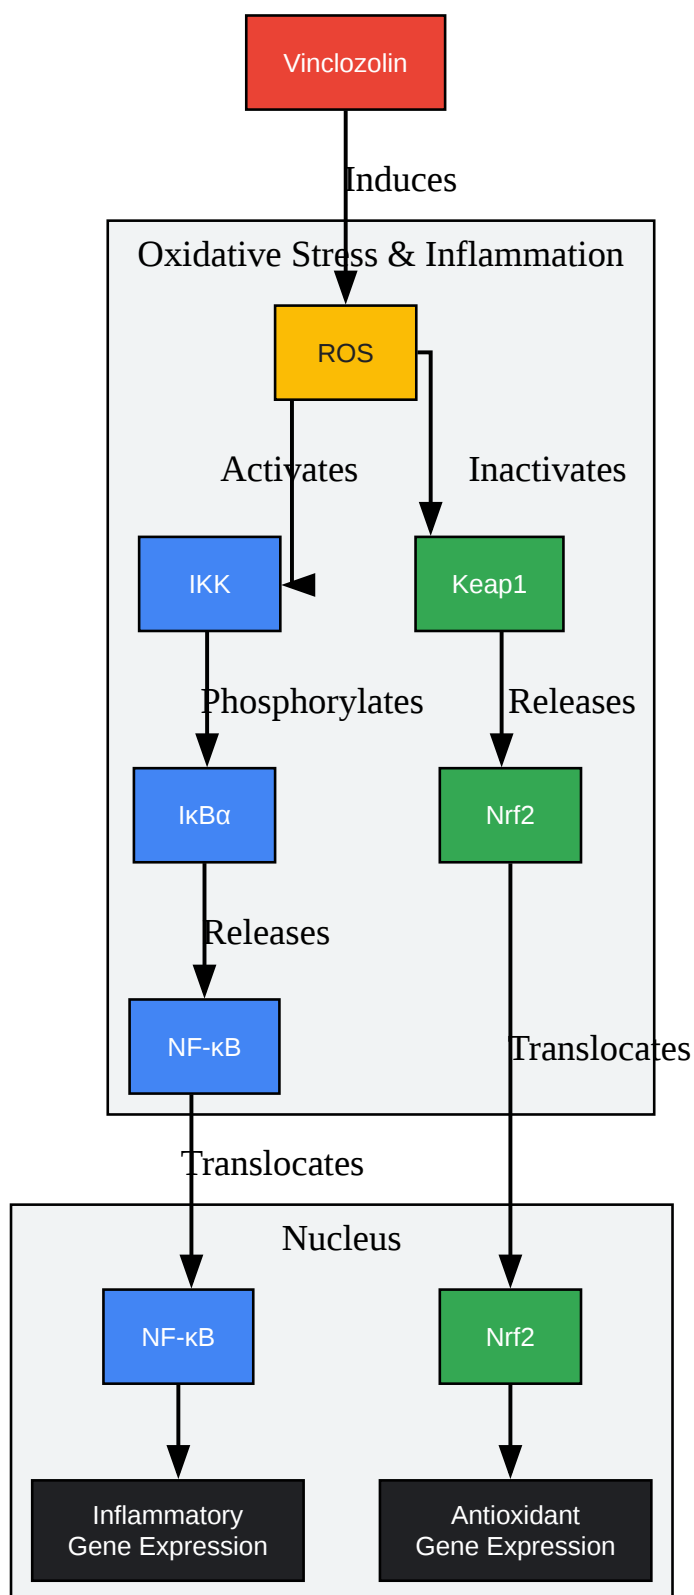 Vinclozolin
Induces
Oxidative Stress & Inflammation
ROS
Activates
Inactivates
IKK
Keap1
Phosphorylates
Releases
IκBα
Nrf2
Releases
NF-κB
Translocates
Translocates
Nucleus
NF-κB
Nrf2
Inflammatory
Gene Expression
Antioxidant
Gene Expression